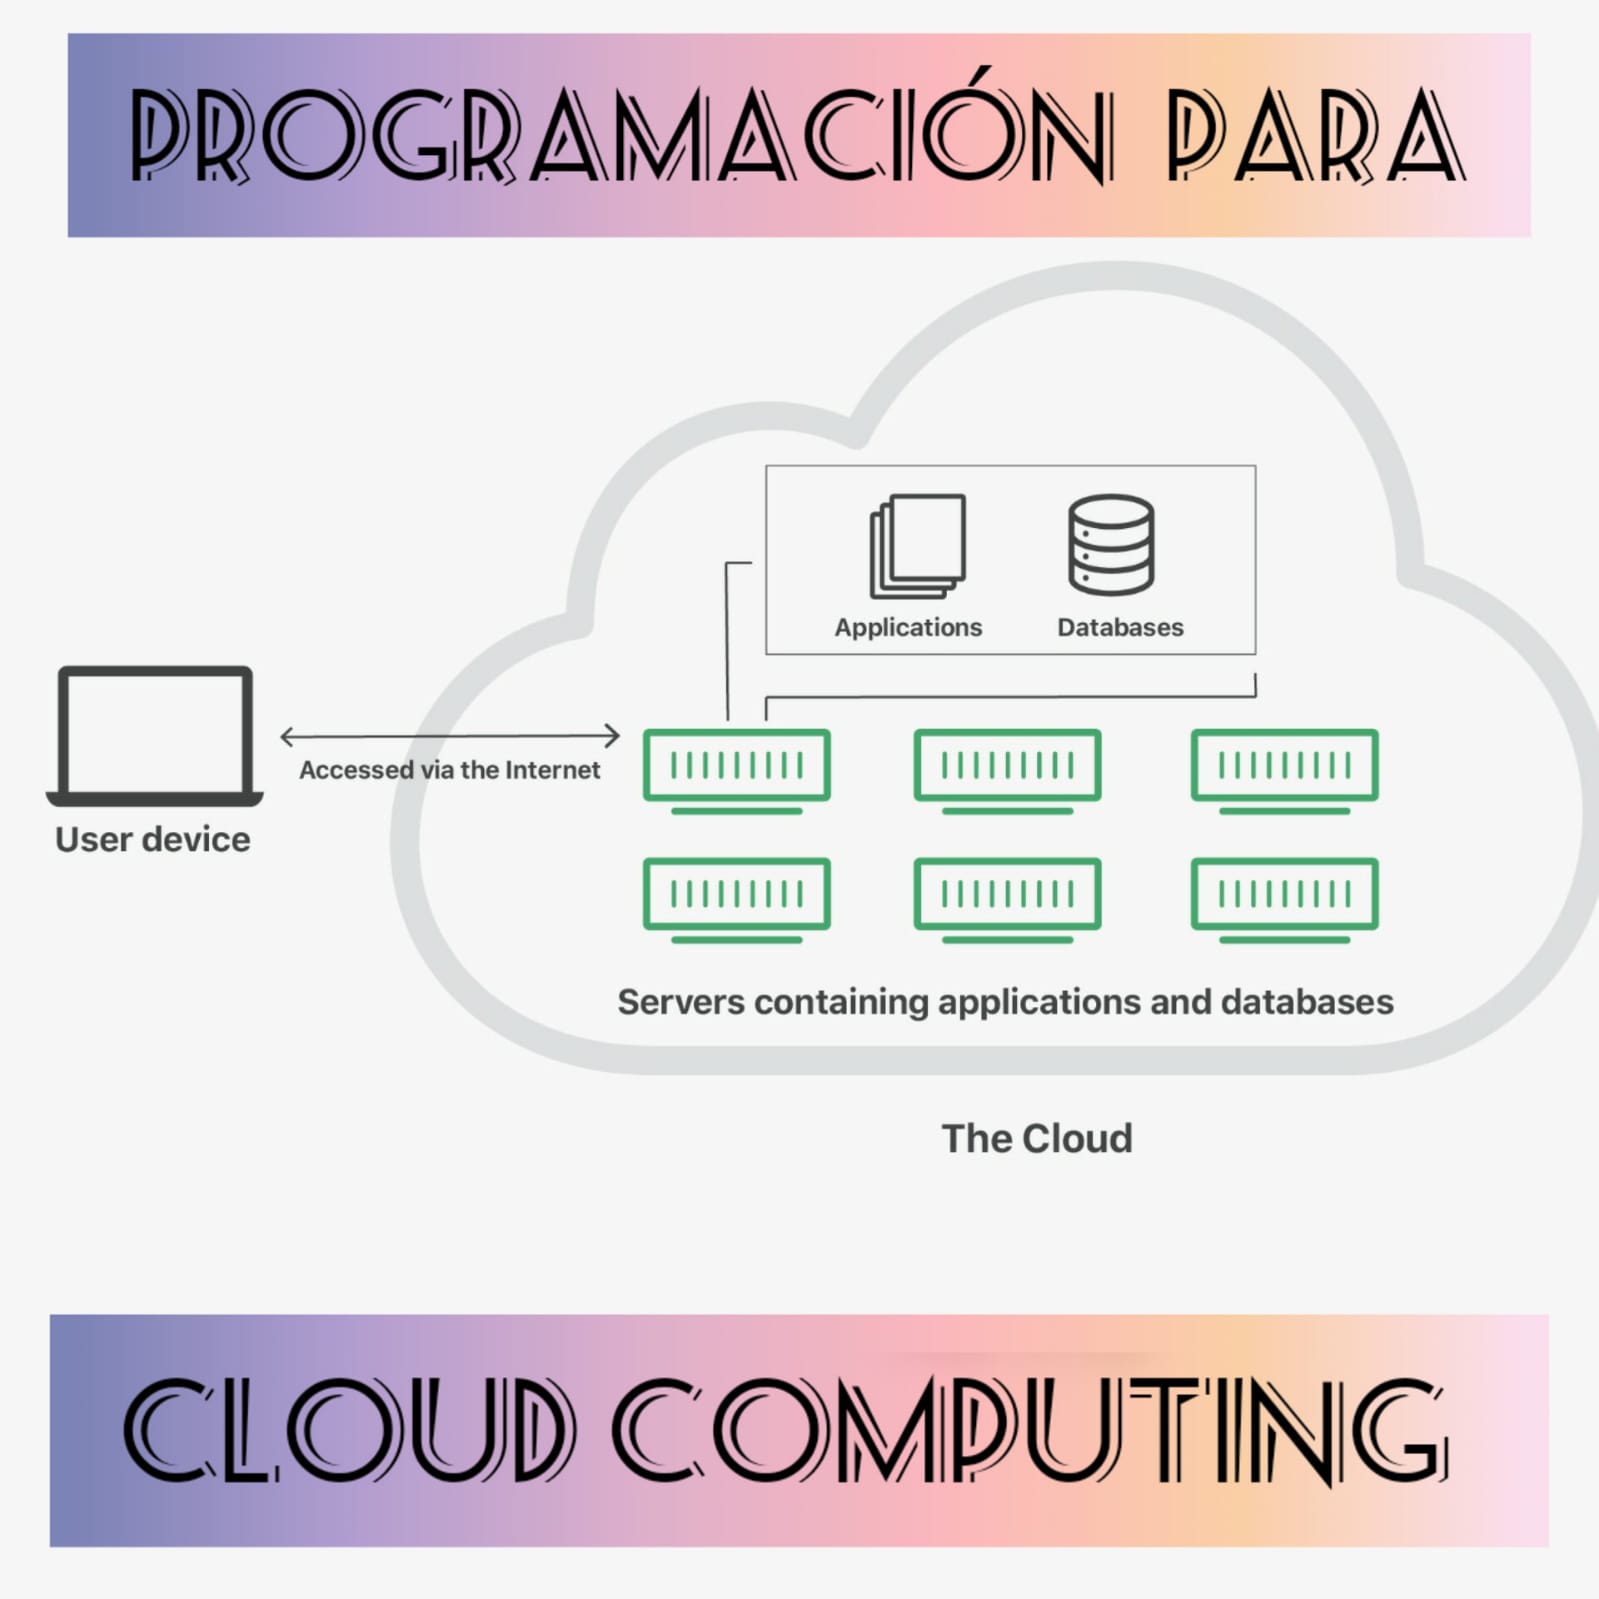 PROGRAMACIÓN PARA
Applications
Databases
Accessed via the Internet
User device
Servers containing applications and databases
The Cloud
CLOUD COMPUTING